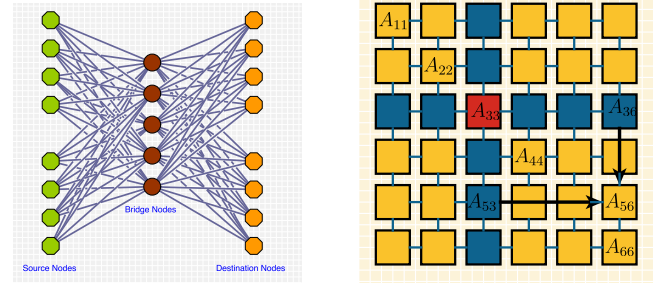 Bridge Nodes
Source Nodes
Destination Nodes
A11
A22
A33
A36
A44
A53
A56
A66